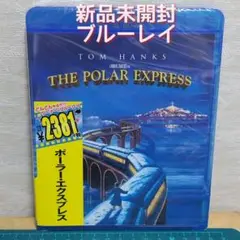 新品未開封
ブルーレイ
TOM HANKS
THE POLAR EXPRESS
¥2381
ポーラー・エクスプレス